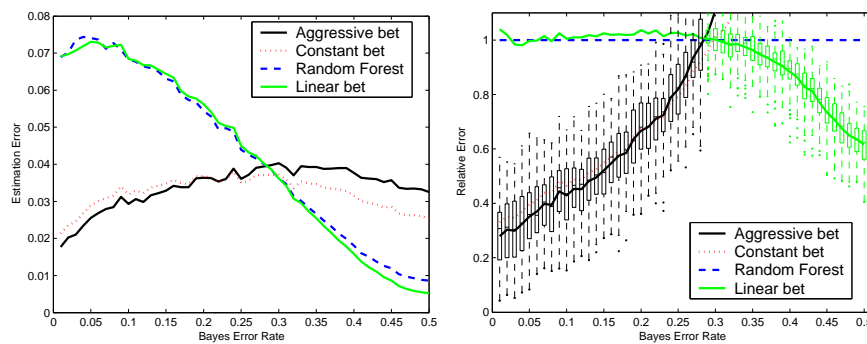 0.08
0.07
0.06
0.05
0.04
0.03
0.02
0.01
0
Estimation Error
Aggressive bet
Constant bet
Random Forest
Linear bet
0 0.05 0.1 0.15 0.2 0.25 0.3 0.35 0.4 0.45 0.5
Bayes Error Rate
1
0.8
0.6
0.4
0.2
0
Relative Error
Aggressive bet
Constant bet
Random Forest
Linear bet
0 0.05 0.1 0.15 0.2 0.25 0.3 0.35 0.4 0.45 0.5
Bayes Error Rate